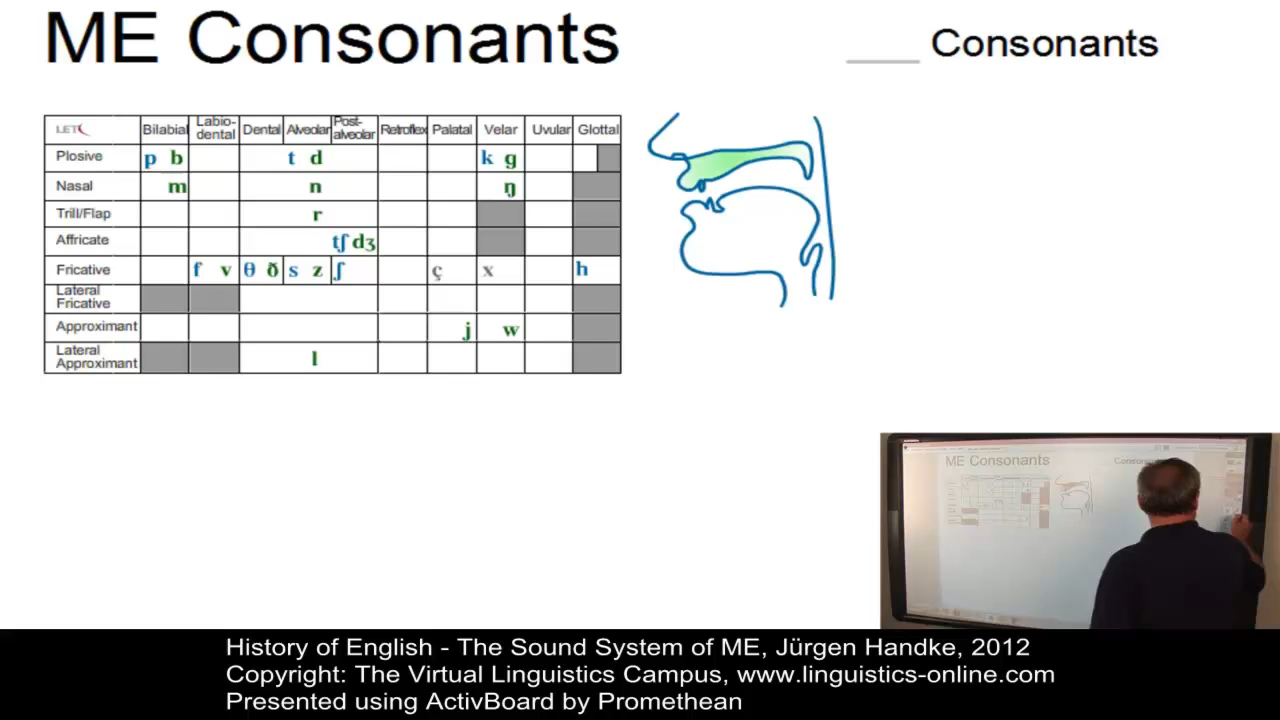 ME Consonants
____ Consonants
LET Bilabial Labio-dental Dental Alveolar Post-alveolar Retroflex Palatal Velar Uvular Glottal
Plosive p b t d k g
Nasal m n ŋ
Trill/Flap r
Affricate tʃ dʒ
Fricative f v θ ð s z ʃ ç x h
Lateral Fricative
Approximant j w
Lateral Approximant l
ME Consonants
History of English - The Sound System of ME, Jürgen Handke, 2012
Copyright: The Virtual Linguistics Campus, www.linguistics-online.com
Presented using ActivBoard by Promethean